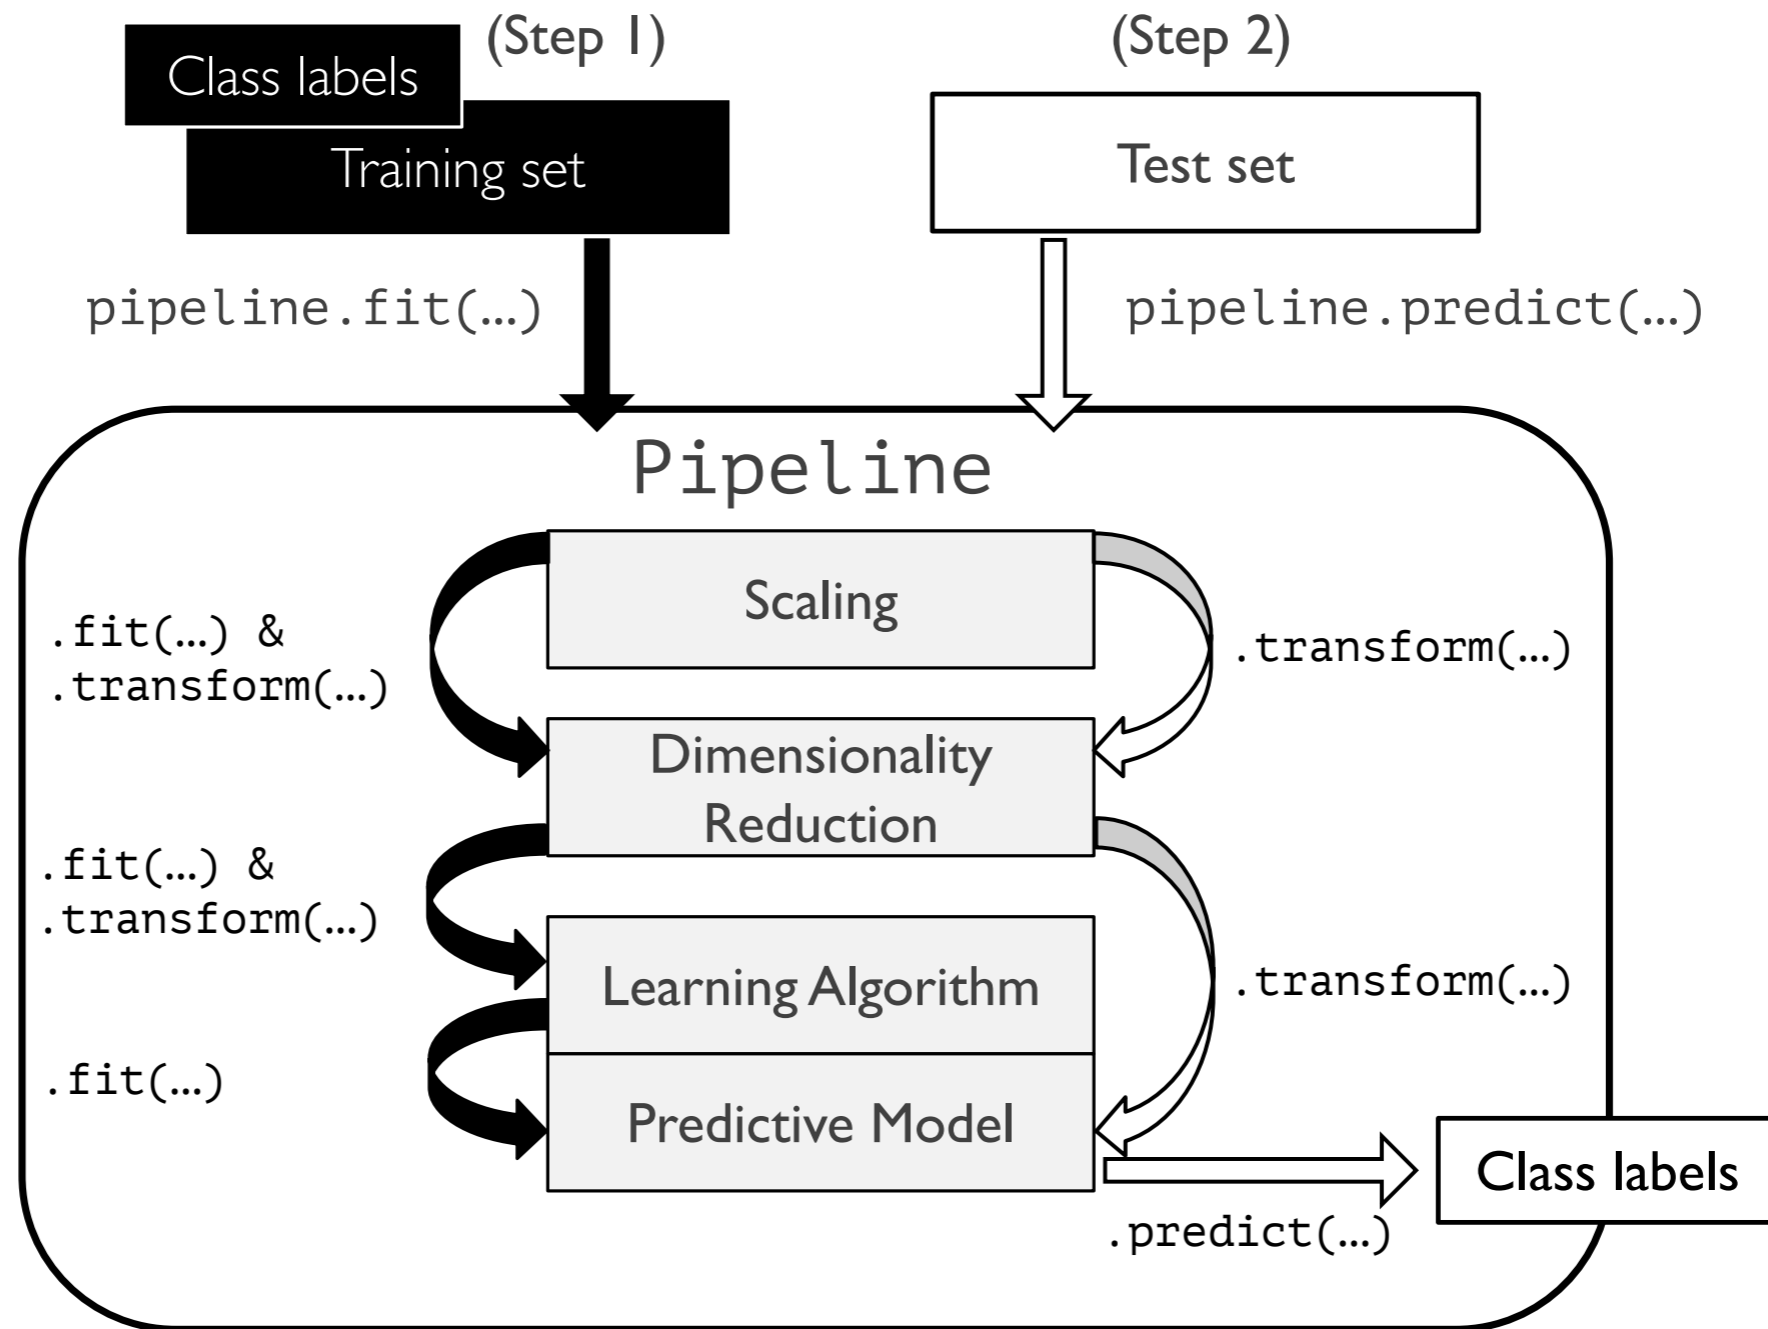 (Step 1)
Class labels
Training set
pipeline.fit(…)
(Step 2)
Test set
pipeline.predict(…)
Pipeline
Scaling
.fit(…) &
.transform(…)
.transform(…)
Dimensionality
Reduction
.fit(…) &
.transform(…)
.transform(…)
Learning Algorithm
.fit(…)
Predictive Model
.predict(…)
Class labels